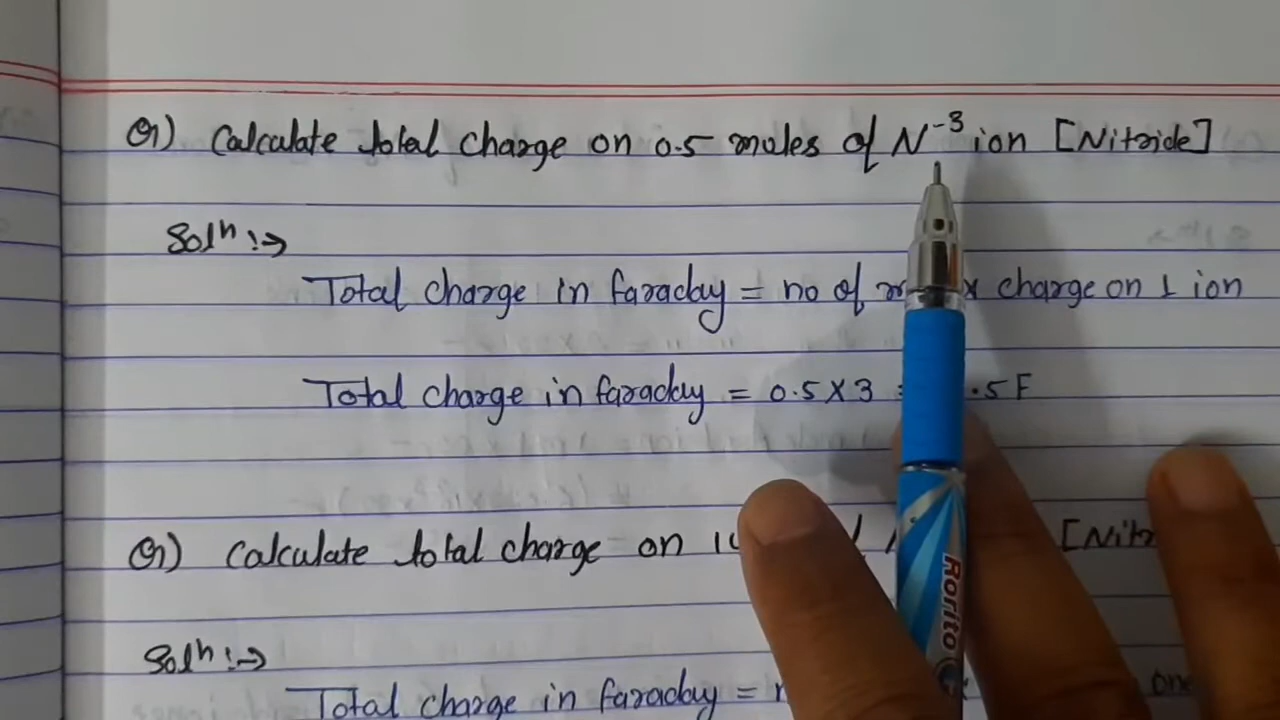 Q1) Calculate total charge on 0.5 moles of N⁻³ ion [Nitride]
Solⁿ :→
Total charge in faraday = no of x charge on 1 ion
Total charge in faraday = 0.5 X 3 = .5 F
Q1) Calculate total charge on
Solⁿ :→
Total charge in faraday =
Rorito